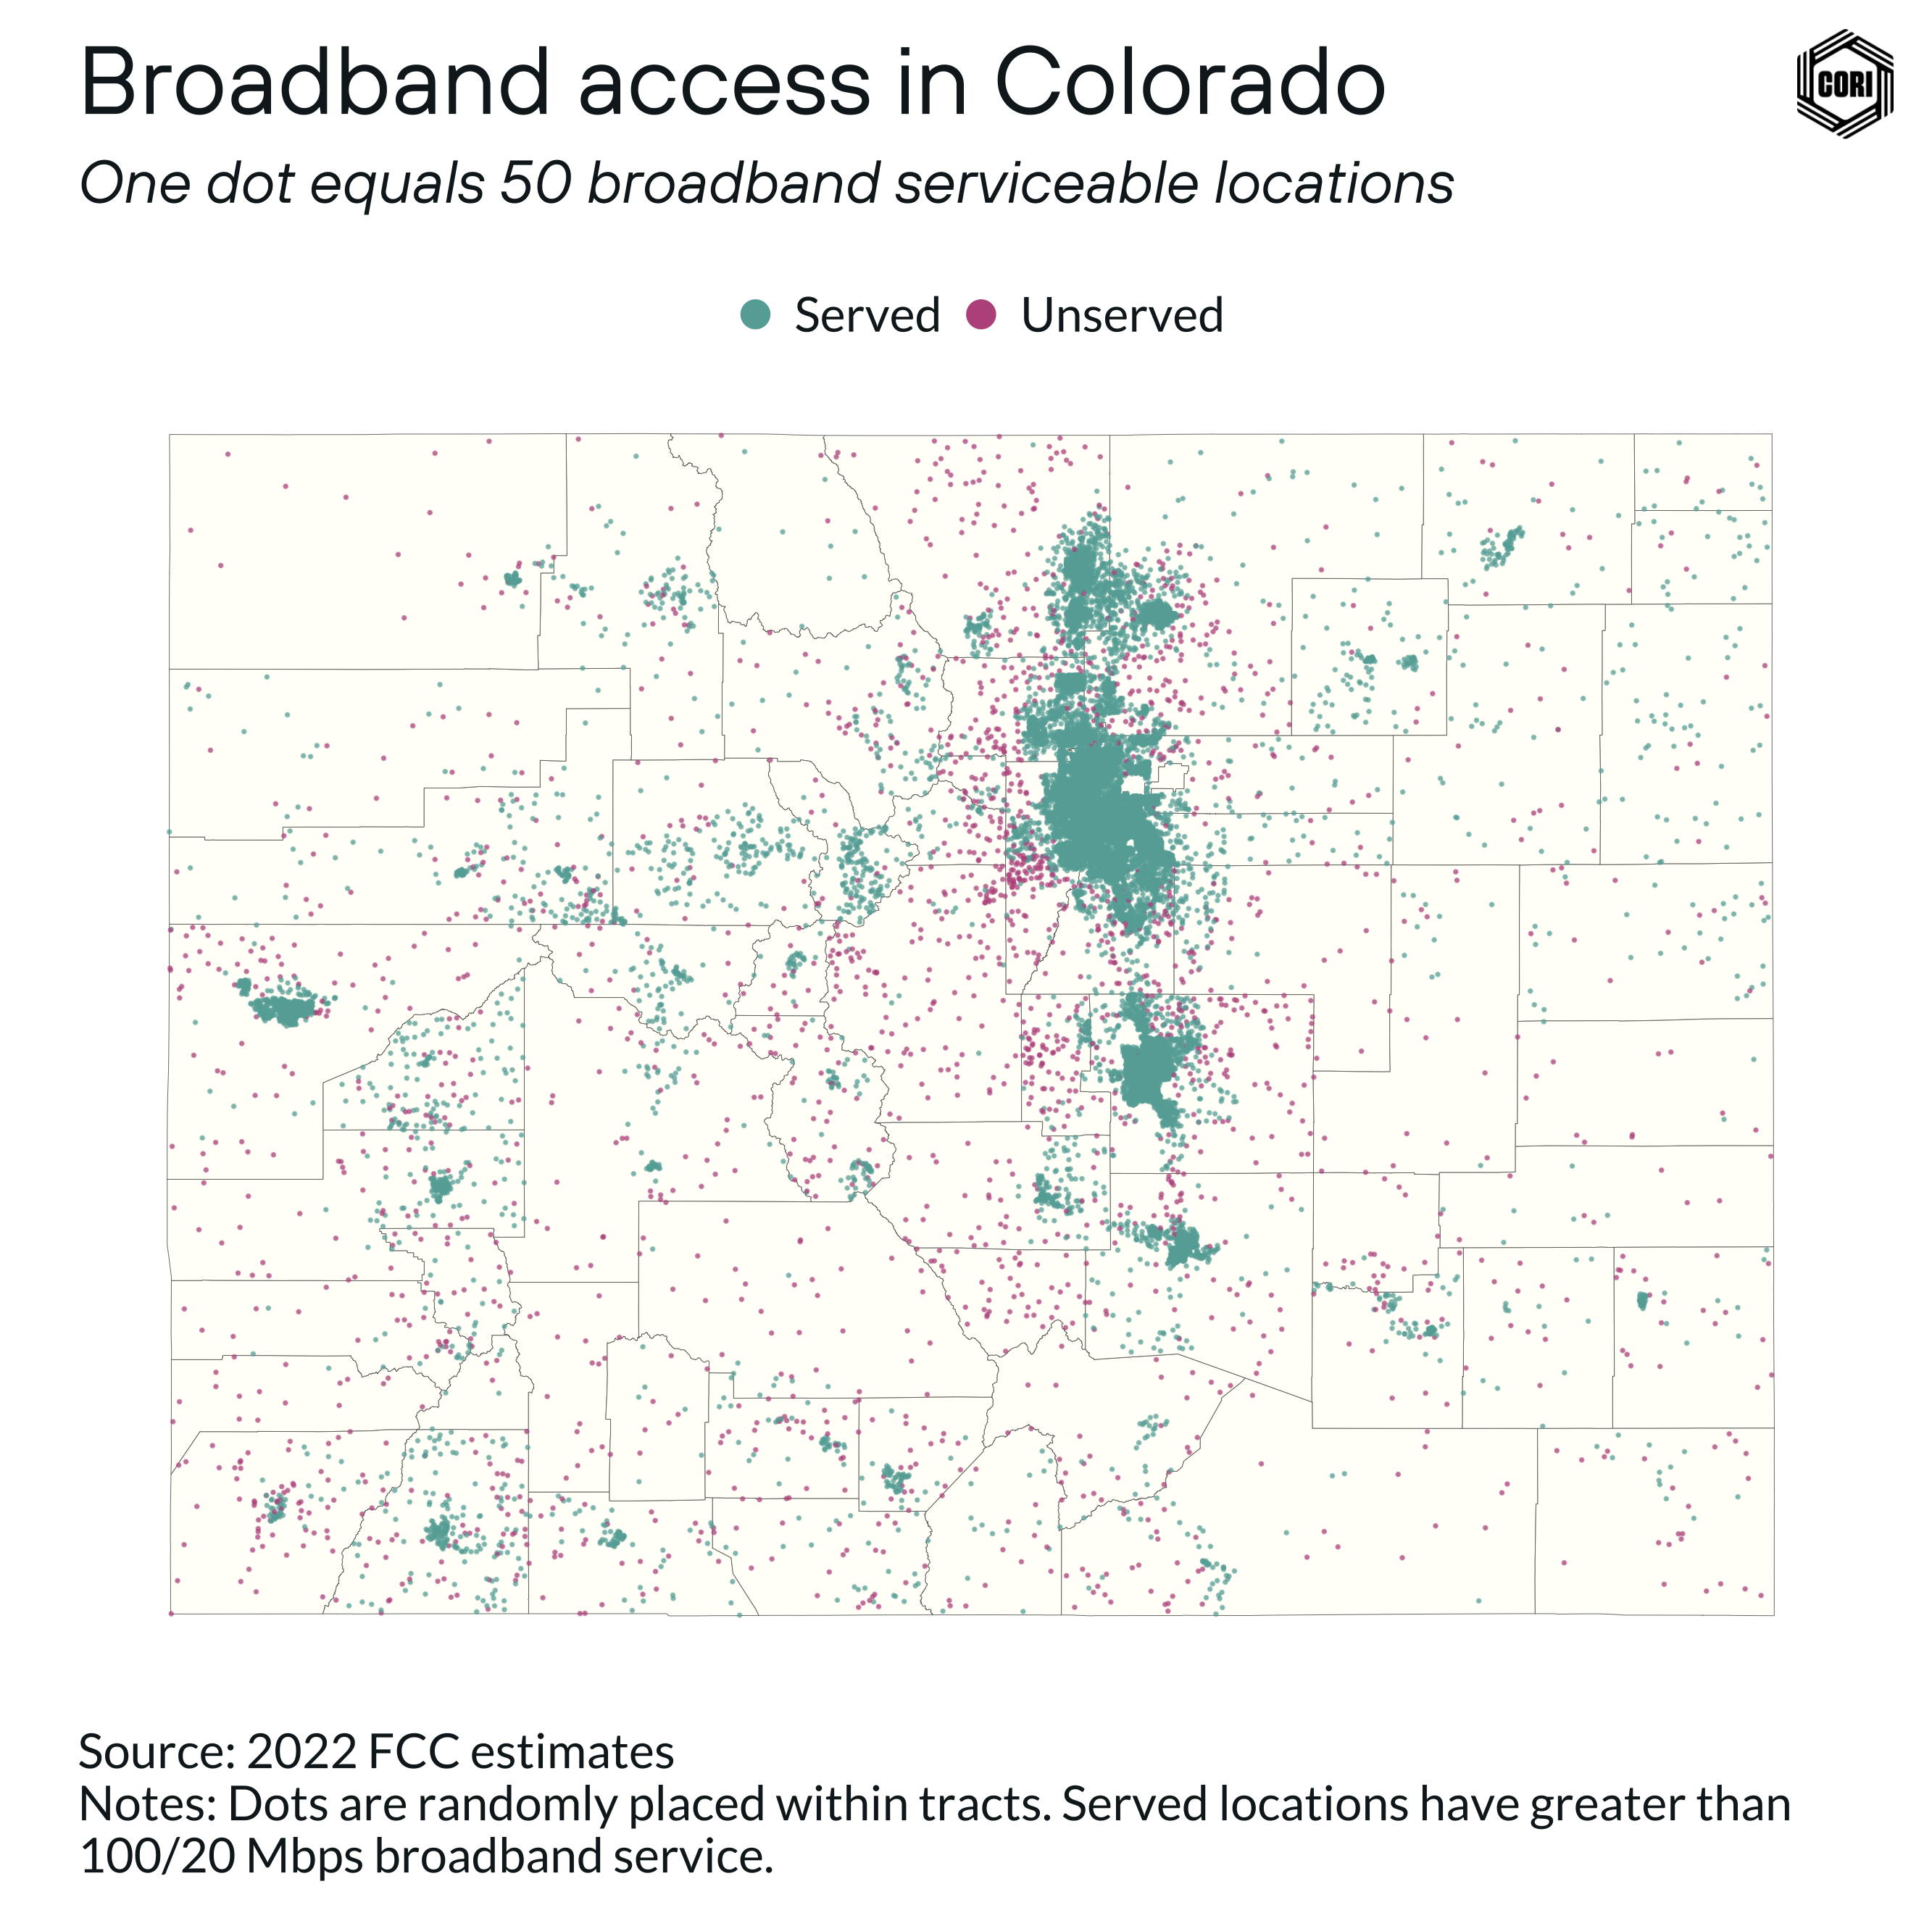 Broadband access in Colorado
CORI
One dot equals 50 broadband serviceable locations
Served Unserved
Source: 2022 FCC estimates
Notes: Dots are randomly placed within tracts. Served locations have greater than
100/20 Mbps broadband service.